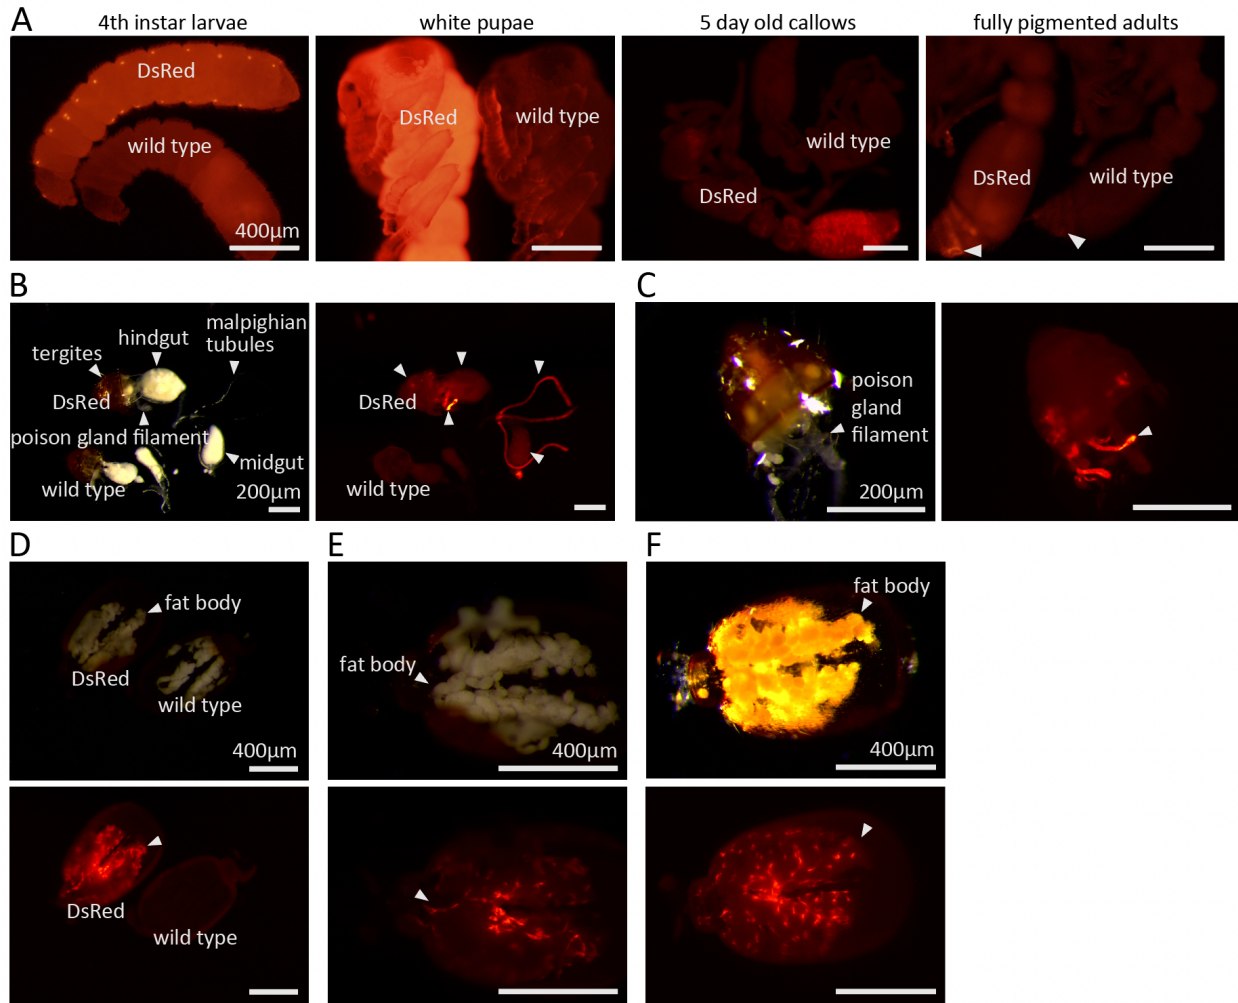 A
4th instar larvae
white pupae
5 day old callows
fully pigmented adults
DsRed
wild type
400µm
DsRed
wild type
wild type
DsRed
DsRed
wild type
B
C
hindgut
malpighian
tubules
tergites
DsRed
poison gland filament
midgut
wild type
200µm
DsRed
wild type
poison
gland
filament
200µm
D
E
F
fat body
DsRed
wild type
400µm
fat body
400µm
fat body
400µm
DsRed
wild type